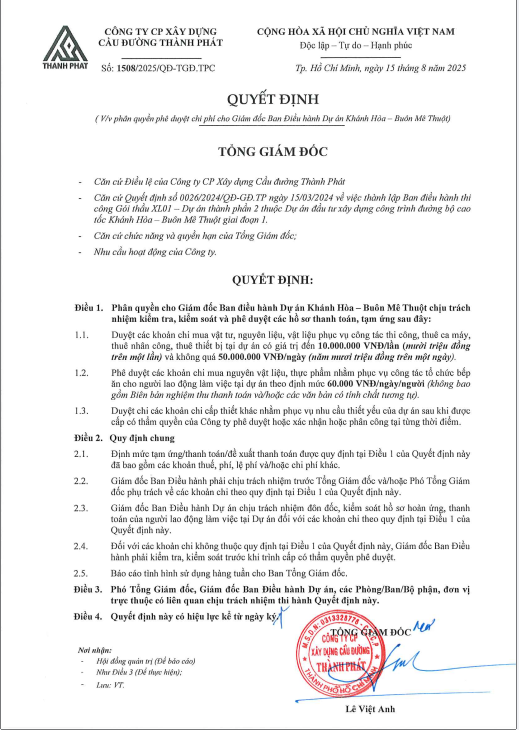 CÔNG TY CP XÂY DỰNG
CẦU ĐƯỜNG THÀNH PHÁT
CỘNG HÒA XÃ HỘI CHỦ NGHĨA VIỆT NAM
Độc lập – Tự do – Hạnh phúc
THANH PHAT
Số: 1508/2025/QĐ-TGĐ.TPC
Tp. Hồ Chí Minh, ngày 15 tháng 8 năm 2025
QUYẾT ĐỊNH
( V/v phân quyền phê duyệt chi phí cho Giám đốc Ban Điều hành Dự án Khánh Hòa – Buôn Mê Thuột)
TỔNG GIÁM ĐỐC
- Căn cứ Điều lệ của Công ty CP Xây dựng Cầu đường Thành Phát
- Căn cứ Quyết định số 0026/2024/QĐ-GĐ.TP ngày 15/03/2024 về việc thành lập Ban điều hành thi
công Gói thầu XL01 – Dự án thành phần 2 thuộc Dự án đầu tư xây dựng công trình đường bộ cao
tốc Khánh Hòa – Buôn Mê Thuột giai đoạn 1.
- Căn cứ chức năng và quyền hạn của Tổng Giám đốc;
- Nhu cầu hoạt động của Công ty.
QUYẾT ĐỊNH:
Điều 1. Phân quyền cho Giám đốc Ban điều hành Dự án Khánh Hòa – Buôn Mê Thuột chịu trách
nhiệm kiểm tra, kiểm soát và phê duyệt các hồ sơ thanh toán, tạm ứng sau đây:
1.1. Duyệt các khoản chi mua vật tư, nguyên liệu, vật liệu phục vụ công tác thi công, thuê ca máy,
thuê nhân công, thuê thiết bị tại dự án có giá trị đến 10.000.000 VNĐ/lần (mười triệu đồng
trên một lần) và không quá 50.000.000 VNĐ/ngày (năm mươi triệu đồng trên một ngày).
1.2. Phê duyệt các khoản chi mua nguyên vật liệu, thực phẩm nhằm phục vụ công tác tổ chức bếp
ăn cho người lao động làm việc tại dự án theo định mức 60.000 VNĐ/ngày/người (không bao
gồm Biên bản nghiệm thu thanh toán và/hoặc các văn bản có tính chất tương tự).
1.3. Duyệt chi các khoản chi cấp thiết khác nhằm phục vụ nhu cầu thiết yếu của dự án sau khi được
cấp có thẩm quyền của Công ty phê duyệt hoặc xác nhận hoặc phân công tại từng thời điểm.
Điều 2. Quy định chung
2.1. Định mức tạm ứng/thanh toán/đề xuất thanh toán được quy định tại Điều 1 của Quyết định này
đã bao gồm các khoản thuế, phí, lệ phí và/hoặc chi phí khác.
2.2. Giám đốc Ban Điều hành phải chịu trách nhiệm trước Tổng Giám đốc và/hoặc Phó Tổng Giám
đốc phụ trách về các khoản chi theo quy định tại Điều 1 của Quyết định này.
2.3. Giám đốc Ban Điều hành Dự án chịu trách nhiệm đôn đốc, kiểm soát hồ sơ hoàn ứng, thanh
toán của người lao động làm việc tại Dự án đối với các khoản chi theo quy định tại Điều 1 của
Quyết định này.
2.4. Đối với các khoản chi không thuộc quy định tại Điều 1 của Quyết định này, Giám đốc Ban Điều
hành phải kiểm tra, kiểm soát trước khi trình cấp có thẩm quyền phê duyệt.
2.5. Báo cáo tình hình sử dụng hàng tuần cho Ban Tổng Giám đốc.
Điều 3. Phó Tổng Giám đốc, Giám đốc Ban Điều hành Dự án, các Phòng/Ban/Bộ phận, đơn vị
trực thuộc có liên quan chịu trách nhiệm thi hành Quyết định này.
Điều 4. Quyết định này có hiệu lực kể từ ngày ký.
TỔNG GIÁM ĐỐC
M.S.D.N: 0313328778 - C.T.C.P
CÔNG TY CP
XÂY DỰNG CẦU ĐƯỜNG
THÀNH PHÁT
THÀNH PHỐ HỒ CHÍ MINH
Nơi nhận:
- Hội đồng quản trị (Để báo cáo)
- Như Điều 3 (Để thực hiện);
- Lưu: VT.
Lê Việt Anh